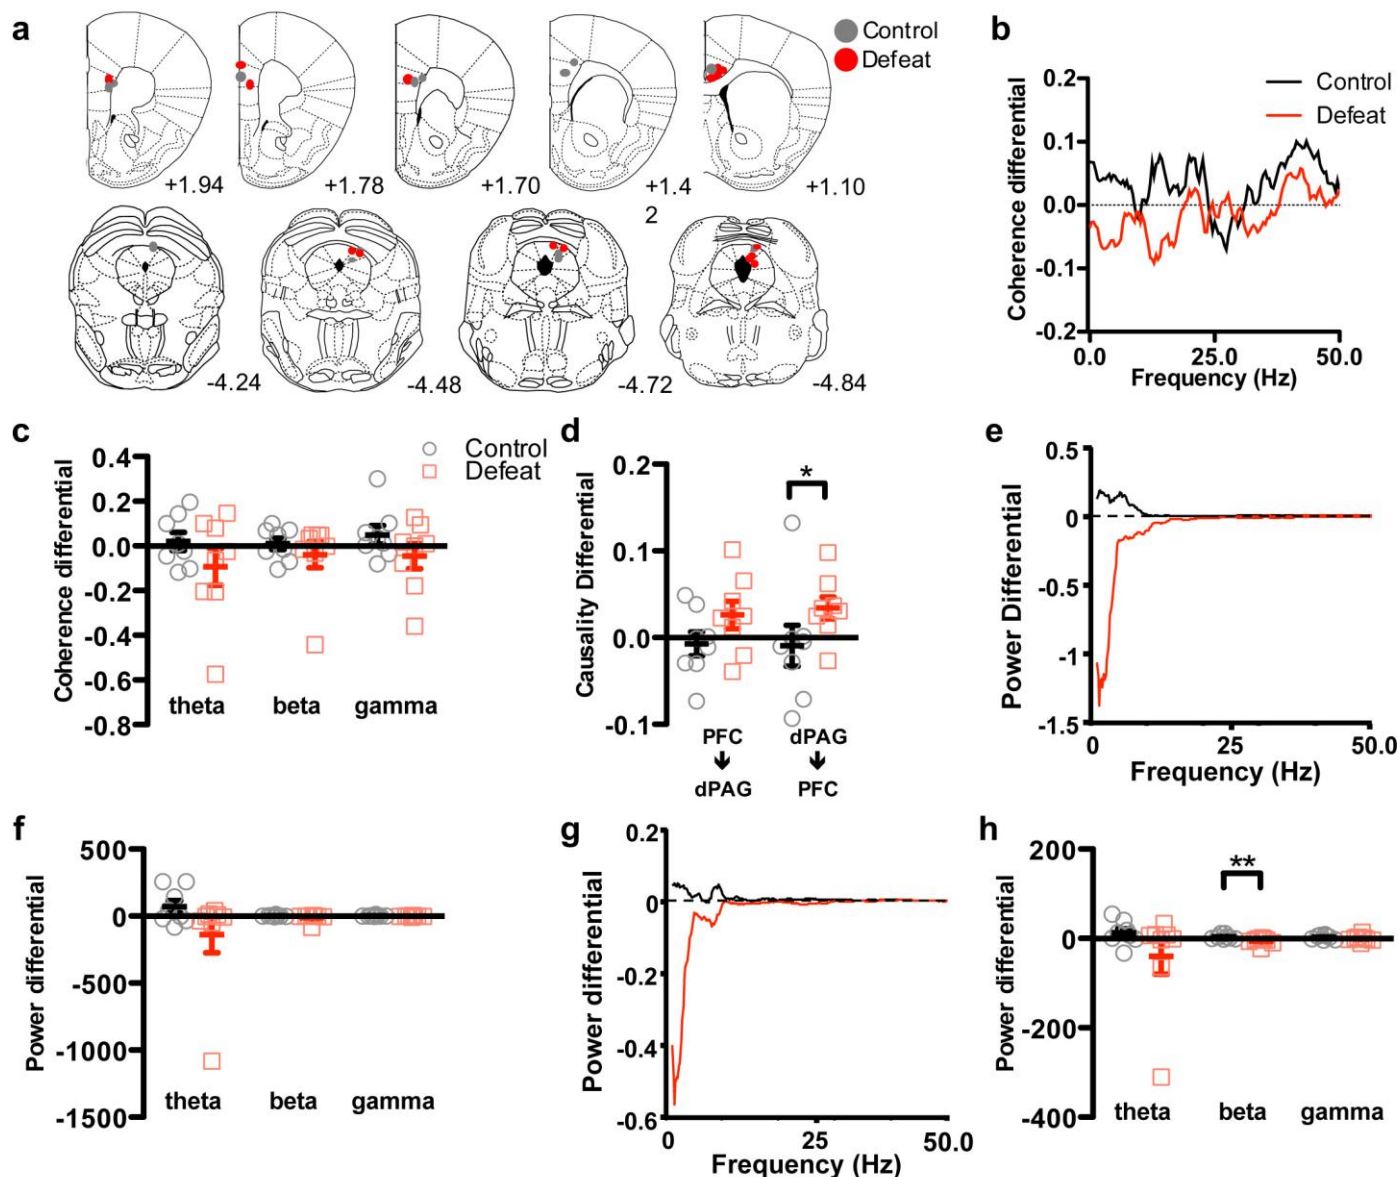 a
Control
Defeat
+1.94
+1.78
+1.70
+1.4
2
+1.10
-4.24
-4.48
-4.72
-4.84
b
Control
Defeat
Coherence differential
0.2
0.1
0.0
-0.1
-0.2
0.0
25.0
50.0
Frequency (Hz)
c
Control
Defeat
Coherence differential
0.4
0.2
0.0
-0.2
-0.4
-0.6
-0.8
theta
beta
gamma
d
Causality Differential
0.2
0.1
0.0
-0.1
*
PFC
↓
dPAG
dPAG
↓
PFC
e
Power Differential
0.5
0
-0.5
-1
-1.5
0
25
50.0
Frequency (Hz)
f
Power differential
500
0
-500
-1000
-1500
theta
beta
gamma
g
Power differential
0.2
0
-0.2
-0.4
-0.6
0
25
50.0
Frequency (Hz)
h
Power differential
200
0
-200
-400
**
theta
beta
gamma